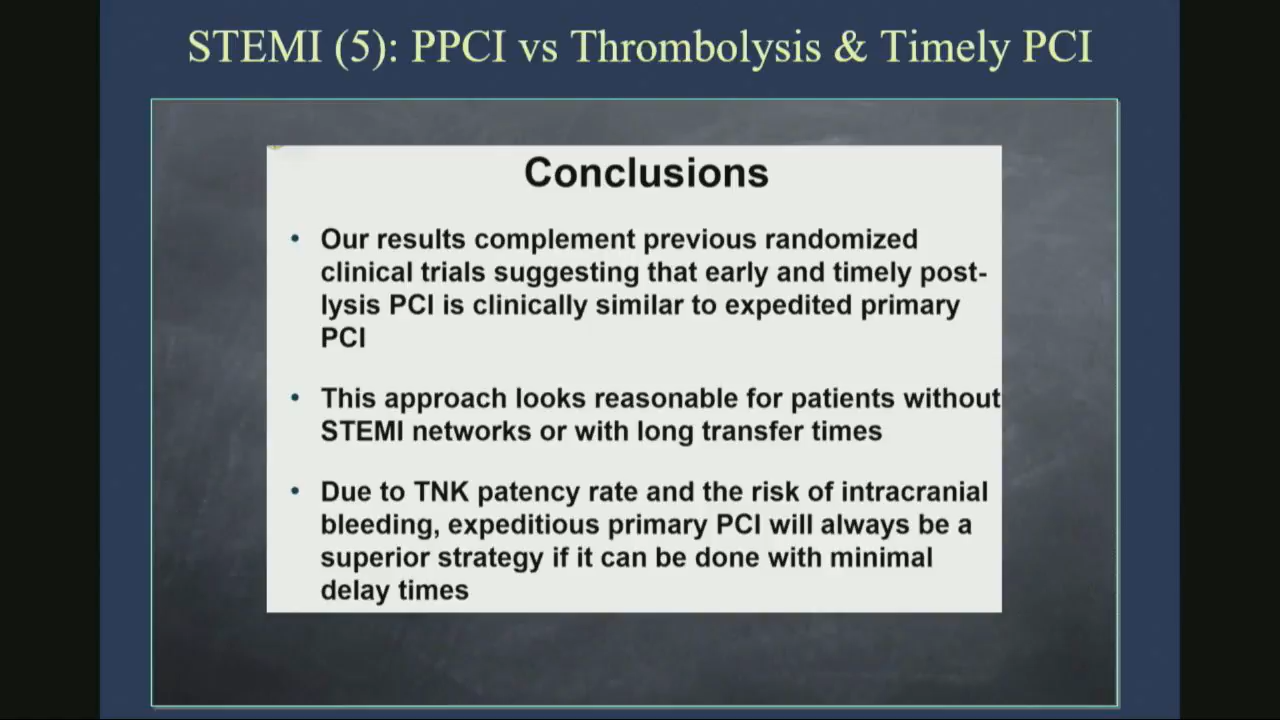 STEMI (5): PPCI vs Thrombolysis & Timely PCI
Conclusions
• Our results complement previous randomized
clinical trials suggesting that early and timely post-
lysis PCI is clinically similar to expedited primary
PCI
• This approach looks reasonable for patients without
STEMI networks or with long transfer times
• Due to TNK patency rate and the risk of intracranial
bleeding, expeditious primary PCI will always be a
superior strategy if it can be done with minimal
delay times